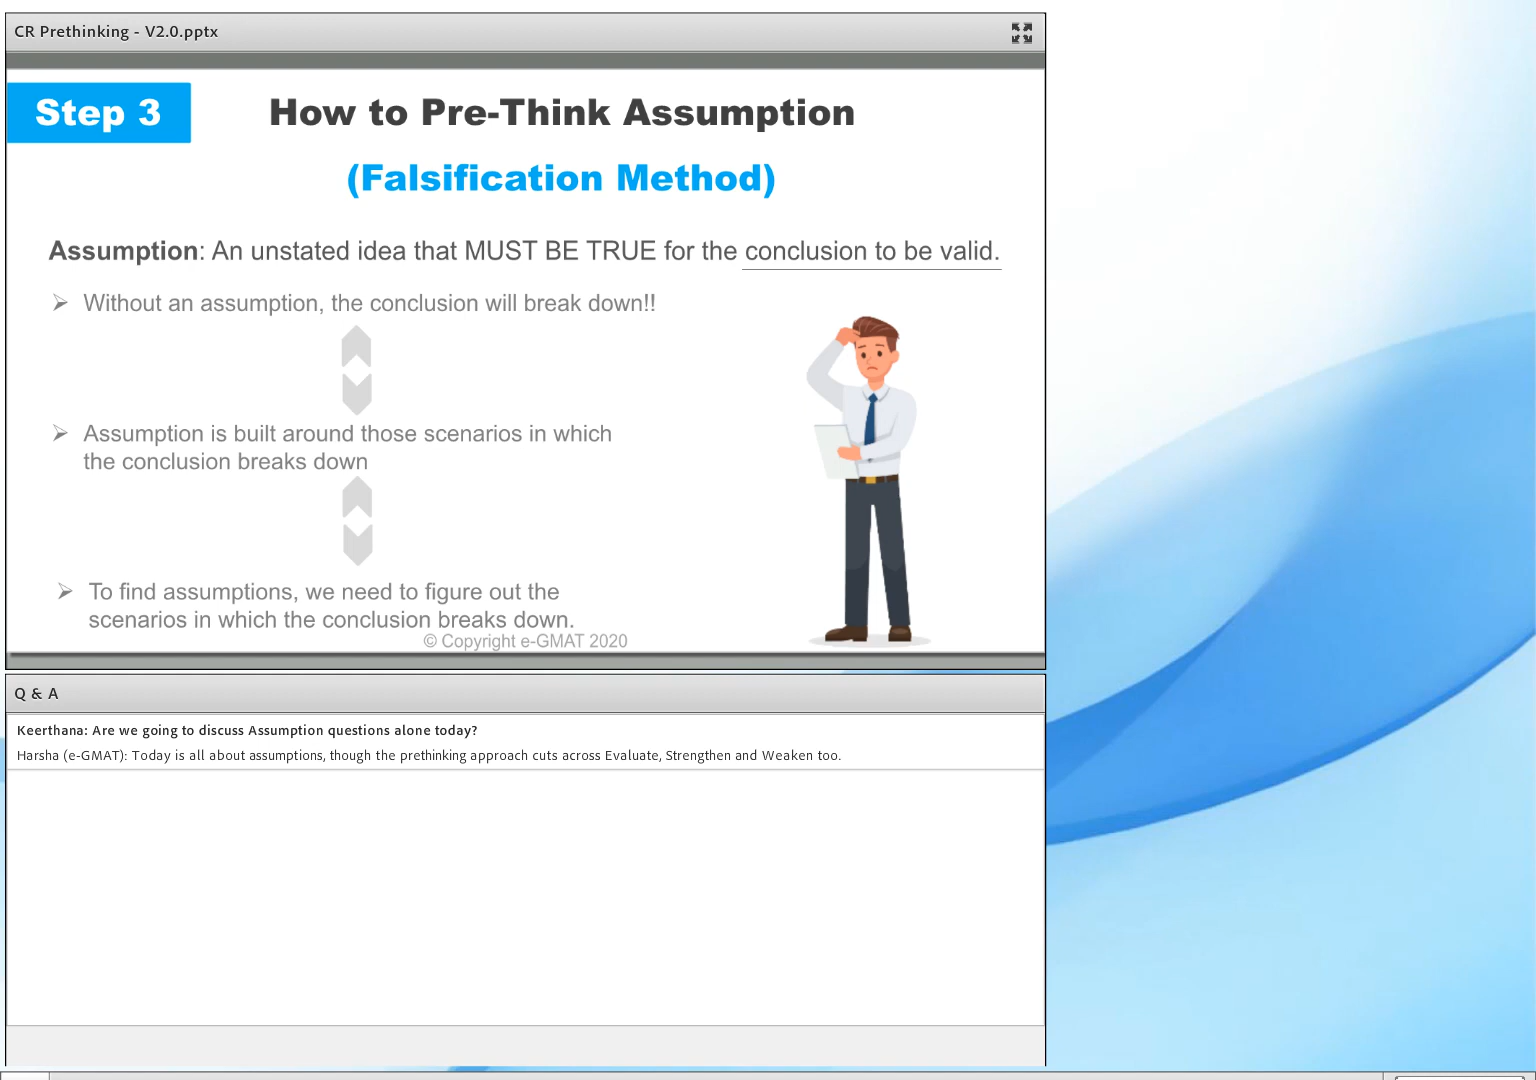 CR Prethinking - V2.0.pptx
Step 3
How to Pre-Think Assumption
(Falsification Method)
Assumption: An unstated idea that MUST BE TRUE for the conclusion to be valid.
➢ Without an assumption, the conclusion will break down!!
➢ Assumption is built around those scenarios in which
the conclusion breaks down
➢ To find assumptions, we need to figure out the
scenarios in which the conclusion breaks down.
© Copyright e-GMAT 2020
Q & A
Keerthana: Are we going to discuss Assumption questions alone today?
Harsha (e-GMAT): Today is all about assumptions, though the prethinking approach cuts across Evaluate, Strengthen and Weaken too.